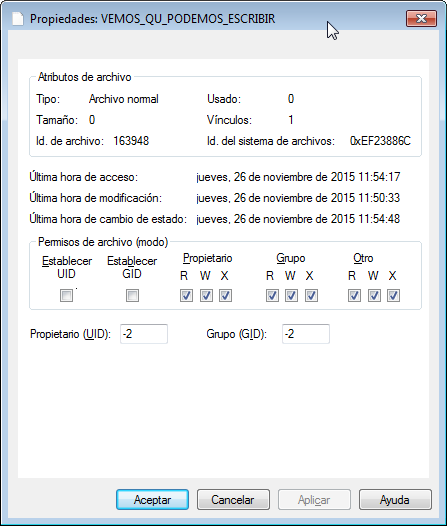 Propiedades: VEMOS_QU_PODEMOS_ESCRIBIR
Atributos de archivo
Tipo: Archivo normal Usado: 0
Tamaño: 0 Vínculos: 1
Id. de archivo: 163948 Id. del sistema de archivos: 0xEF23886C
Última hora de acceso: jueves, 26 de noviembre de 2015 11:54:17
Última hora de modificación: jueves, 26 de noviembre de 2015 11:50:33
Última hora de cambio de estado: jueves, 26 de noviembre de 2015 11:54:48
Permisos de archivo (modo)
Establecer UID Establecer GID Propietario Grupo Otro
R W X R W X R W X
Propietario (UID): -2 Grupo (GID): -2
Aceptar Cancelar Aplicar Ayuda